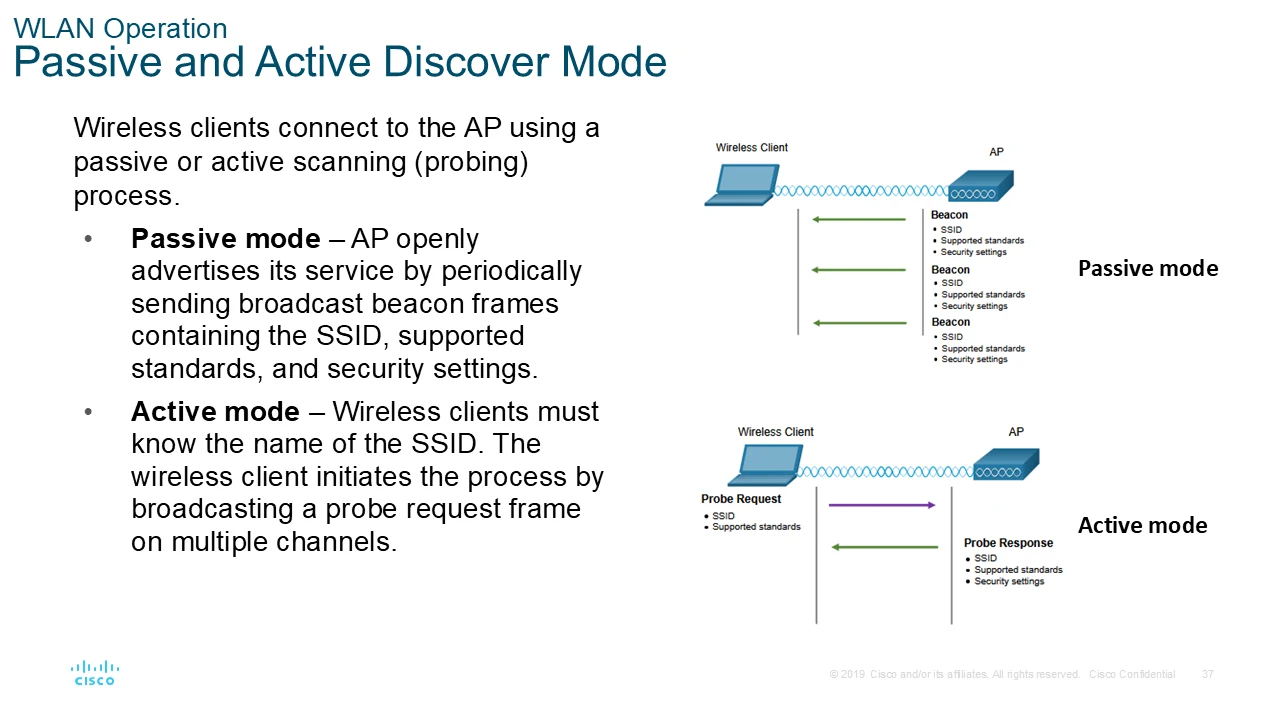 WLAN Operation
Passive and Active Discover Mode
Wireless clients connect to the AP using a
passive or active scanning (probing)
process.
• Passive mode – AP openly
advertises its service by periodically
sending broadcast beacon frames
containing the SSID, supported
standards, and security settings.
• Active mode – Wireless clients must
know the name of the SSID. The
wireless client initiates the process by
broadcasting a probe request frame
on multiple channels.
Wireless Client
AP
Beacon
• SSID
• Supported standards
• Security settings
Beacon
• SSID
• Supported standards
• Security settings
Beacon
• SSID
• Supported standards
• Security settings
Passive mode
Wireless Client
AP
Probe Request
• SSID
• Supported standards
Probe Response
• SSID
• Supported standards
• Security settings
Active mode
CISCO
© 2019 Cisco and/or its affiliates. All rights reserved. Cisco Confidential
37